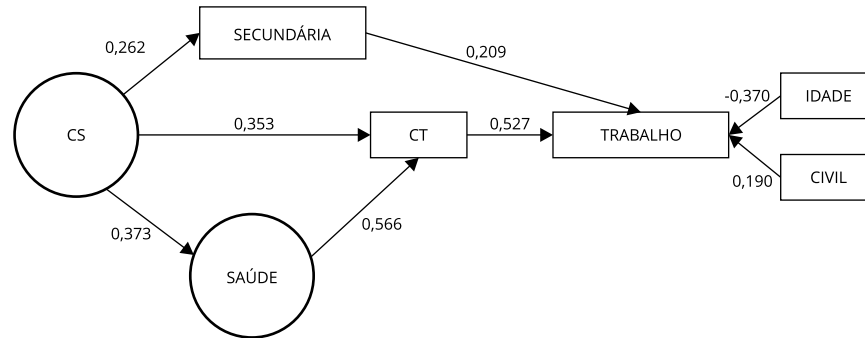 SECUNDÁRIA
0,262
0,209
CS
0,353
CT
0,527
TRABALHO
-0,370
IDADE
0,190
CIVIL
0,373
0,566
SAÚDE